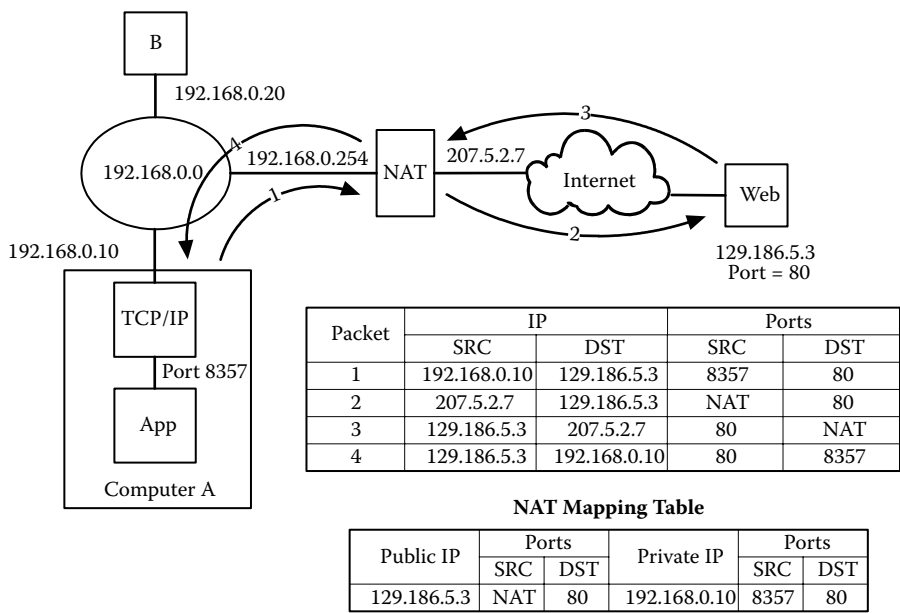 B
192.168.0.20
3
4
192.168.0.0
192.168.0.254
NAT
207.5.2.7
Internet
Web
1
2
192.168.0.10
129.186.5.3
Port = 80
TCP/IP
Port 8357
App
Computer A
Packet IP Ports
SRC DST SRC DST
1 192.168.0.10 129.186.5.3 8357 80
2 207.5.2.7 129.186.5.3 NAT 80
3 129.186.5.3 207.5.2.7 80 NAT
4 129.186.5.3 192.168.0.10 80 8357
NAT Mapping Table
Public IP Ports Private IP Ports
SRC DST SRC DST
129.186.5.3 NAT 80 192.168.0.10 8357 80